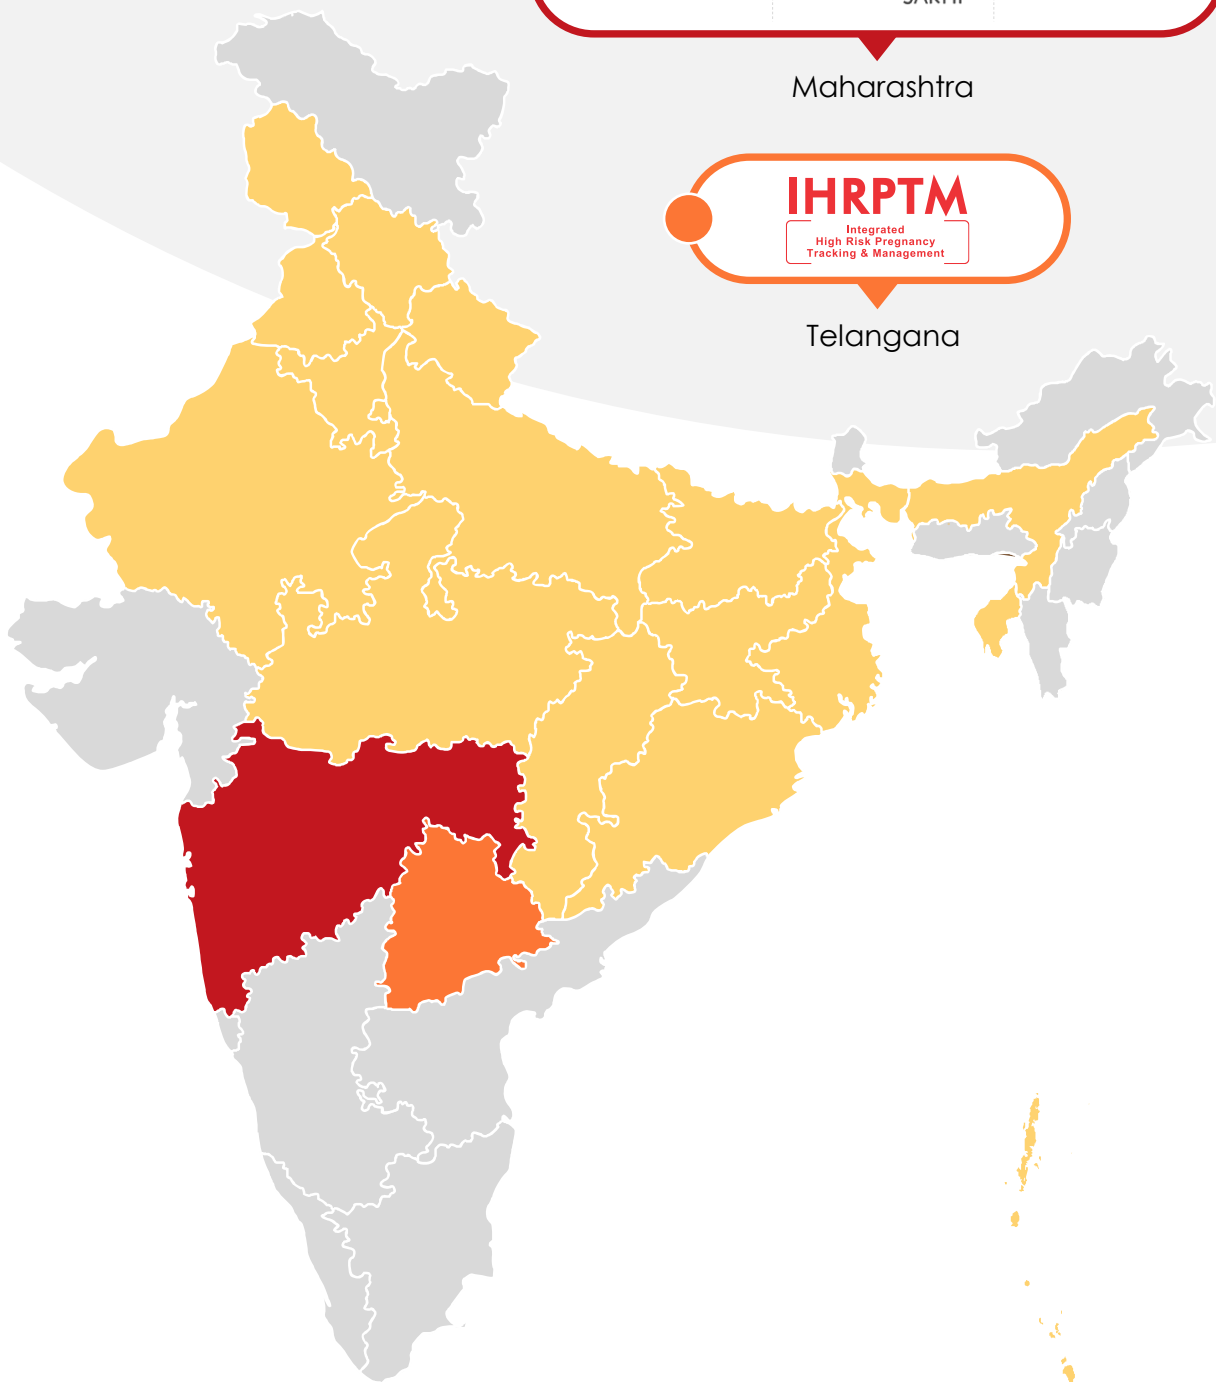 Maharashtra
IHRPTM
Integrated
High Risk Pregnancy
Tracking & Management
Telangana